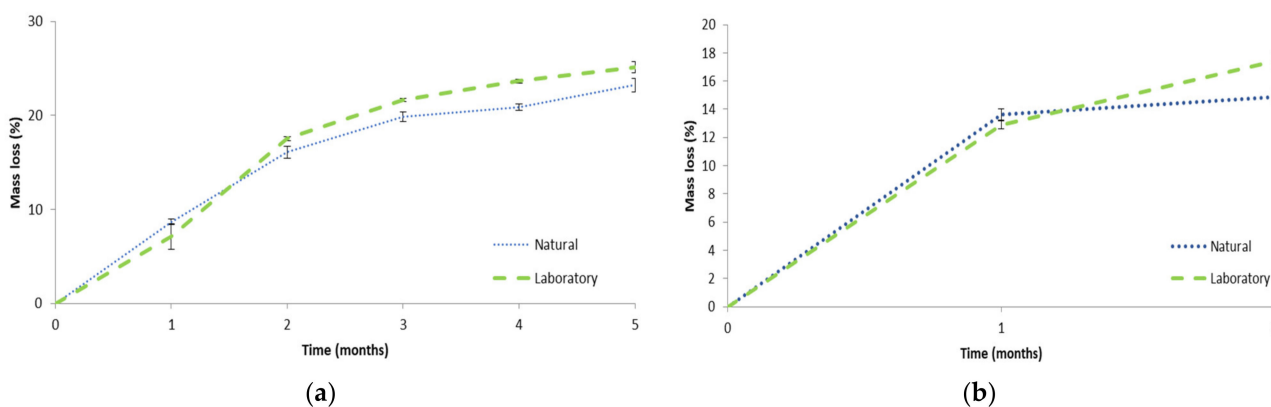 30
20
10
0
Mass loss (%)
Natural
Laboratory
0 1 2 3 4 5
Time (months)
(a)
20
18
16
14
12
10
8
6
4
2
0
Mass loss (%)
Natural
Laboratory
0 1
Time (months)
(b)